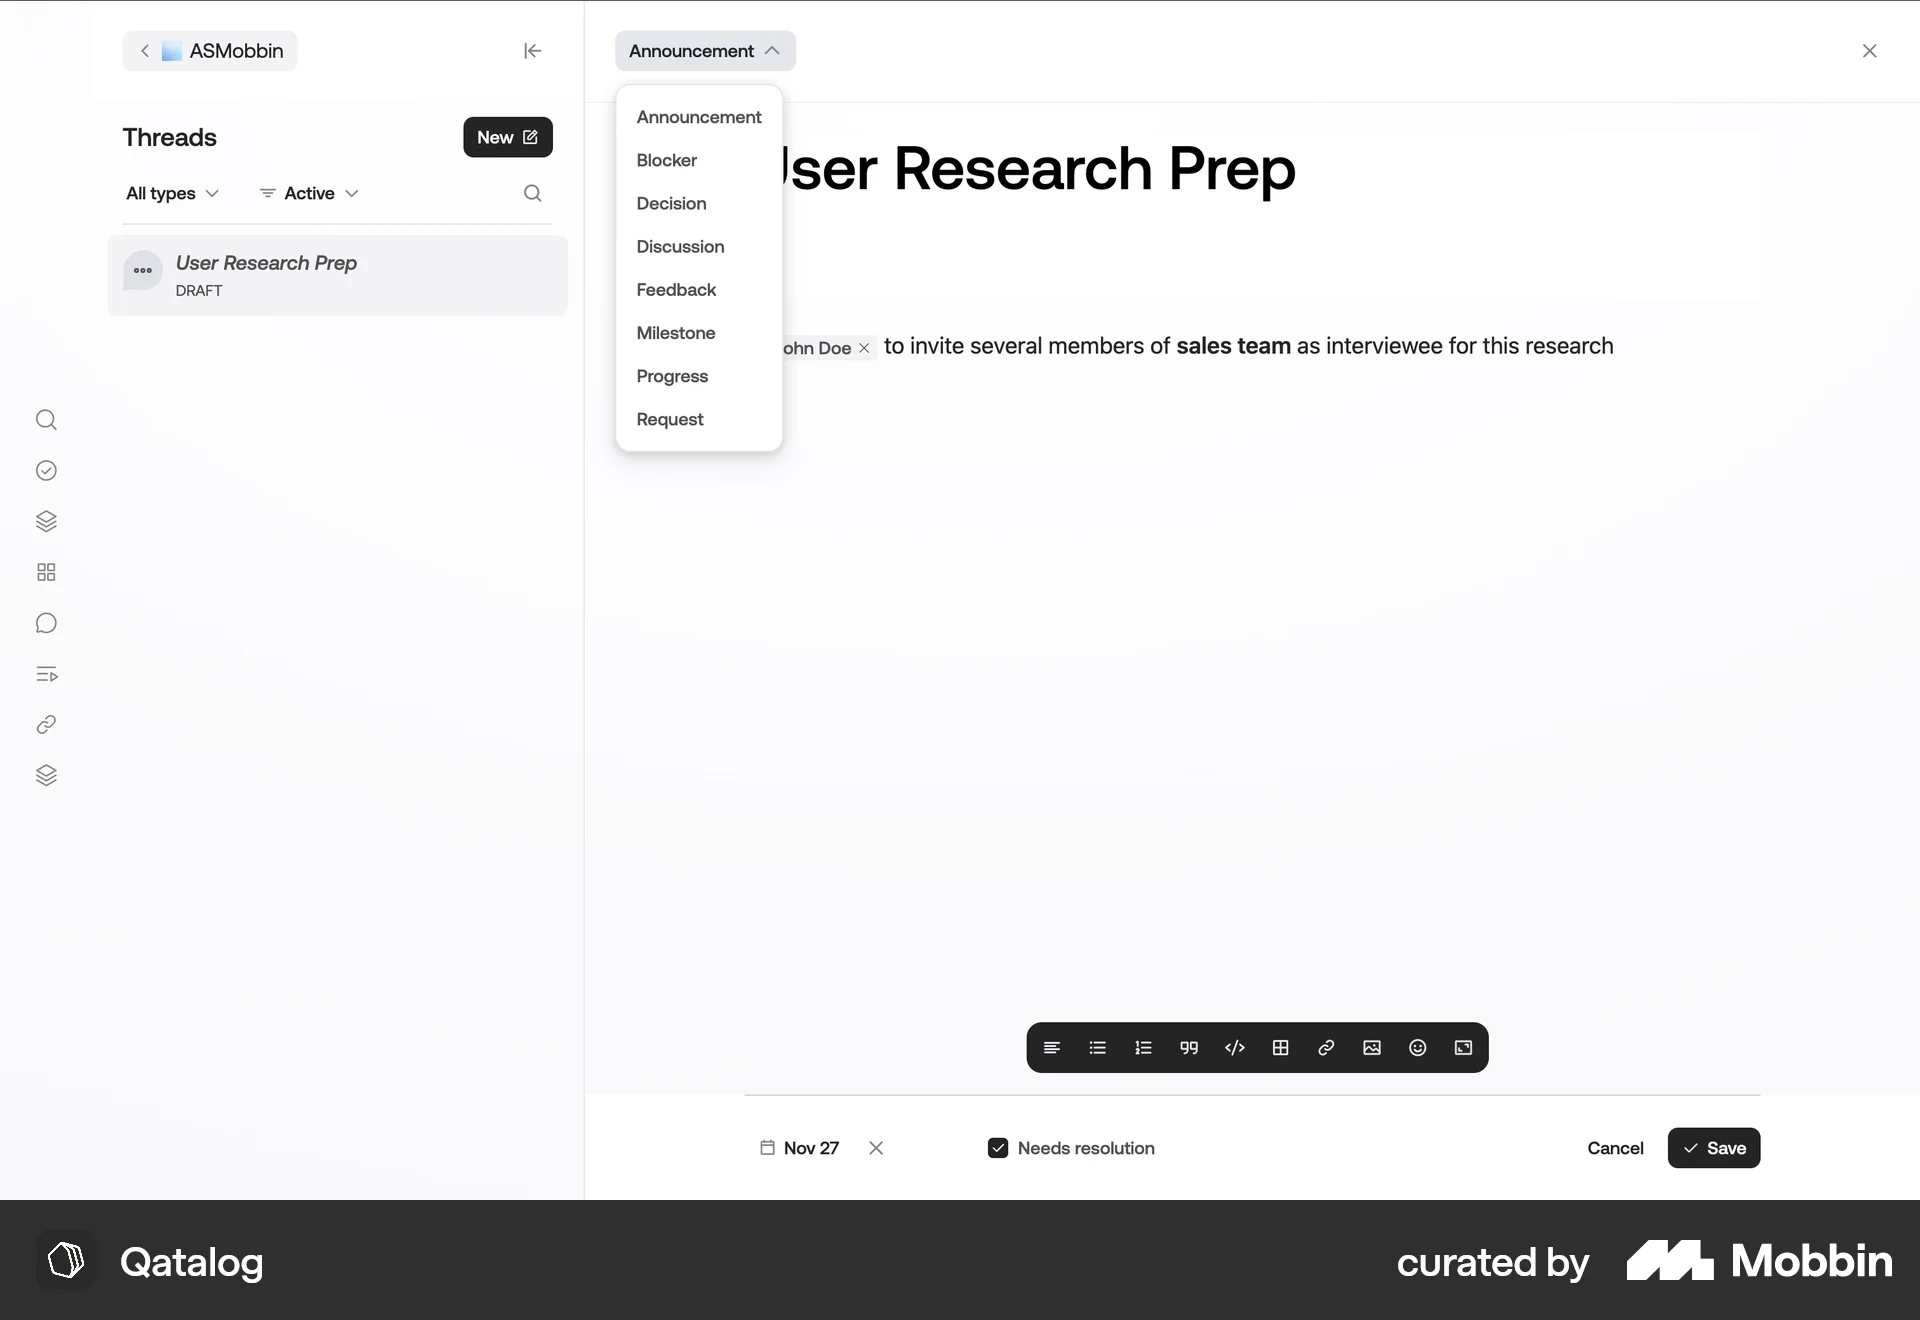 ASMobbin
Threads
New
All types
Active
User Research Prep
DRAFT
Announcement
Announcement
Blocker
Decision
Discussion
Feedback
Milestone
Progress
Request
User Research Prep
ohn Doe to invite several members of sales team as interviewee for this research
Nov 27
Needs resolution
Cancel
Save
Qatalog
curated by Mobbin